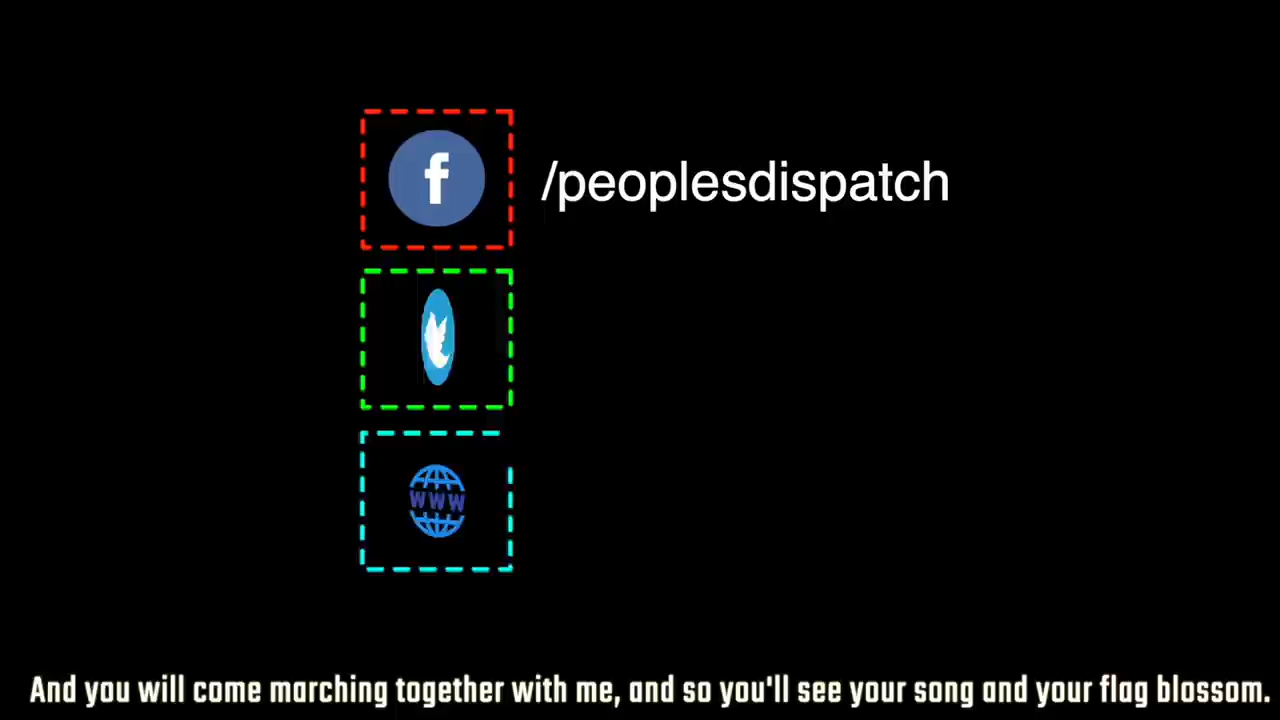 f
/peoplesdispatch
WWW
And you will come marching together with me, and so you'll see your song and your flag blossom.